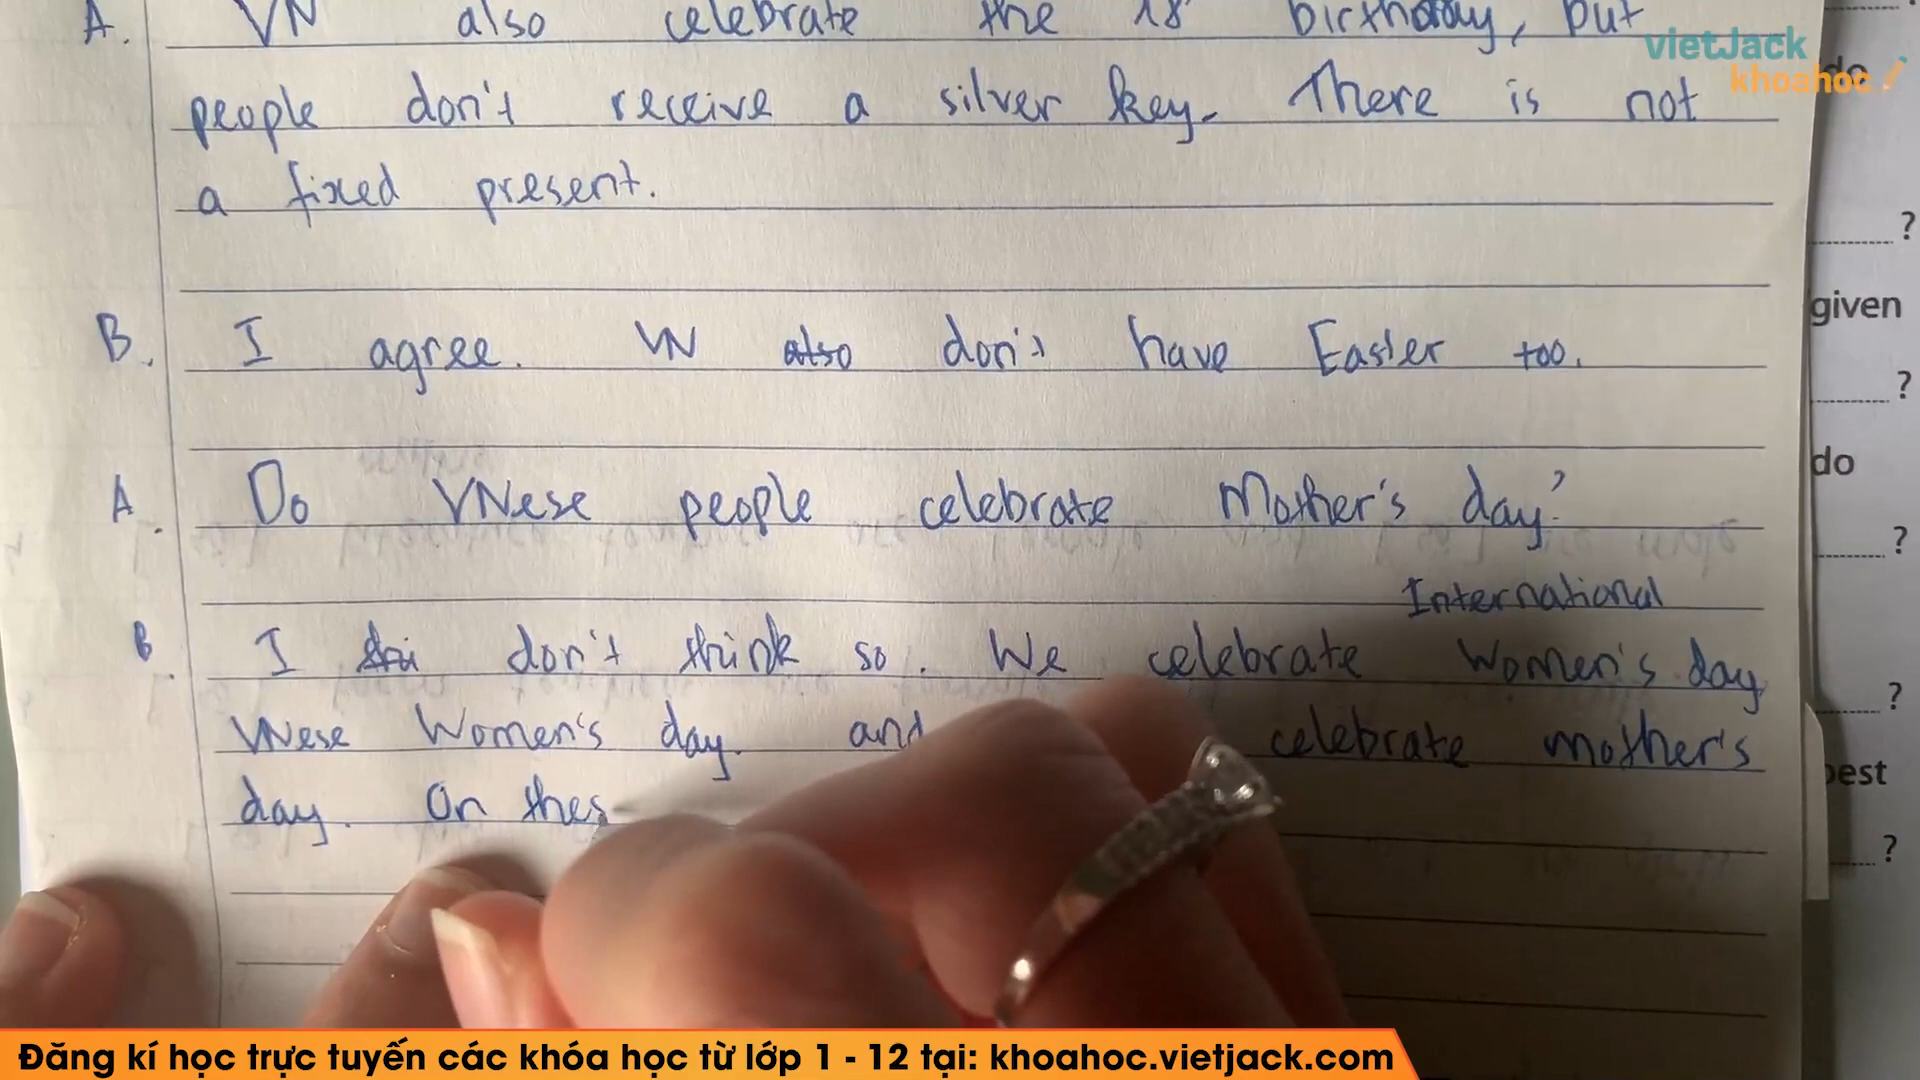 A. VN also celebrate the 18 birthday, but
people don't receive a silver key. There is not
a fixed present.
B. I agree. VN also don't have Easter too.
A. Do VNese people celebrate Mother's day?
International
B. I thi don't think so. We celebrate Women's day
VNese Women's day. and celebrate mother's
day. On thes
vietJack
khoahoc
do
?
given
?
do
?
?
best
?
Đăng kí học trực tuyến các khóa học từ lớp 1 - 12 tại: khoahoc.vietjack.com